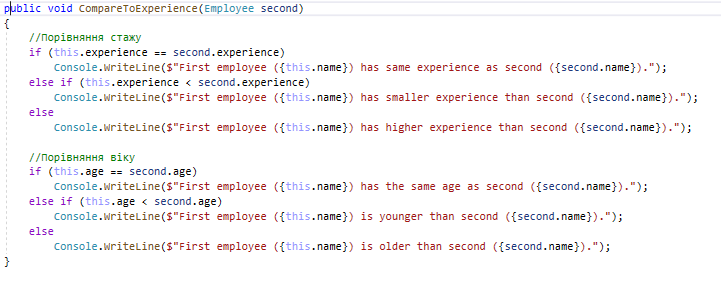 public void CompareToExperience(Employee second)
{
//Порівняння стажу
if (this.experience == second.experience)
Console.WriteLine($"First employee ({this.name}) has same experience as second ({second.name}).");
else if (this.experience < second.experience)
Console.WriteLine($"First employee ({this.name}) has smaller experience than second ({second.name}).");
else
Console.WriteLine($"First employee ({this.name}) has higher experience than second ({second.name}).");
//Порівняння віку
if (this.age == second.age)
Console.WriteLine($"First employee ({this.name}) has the same age as second ({second.name}).");
else if (this.age < second.age)
Console.WriteLine($"First employee ({this.name}) is younger than second ({second.name}).");
else
Console.WriteLine($"First employee ({this.name}) is older than second ({second.name}).");
}